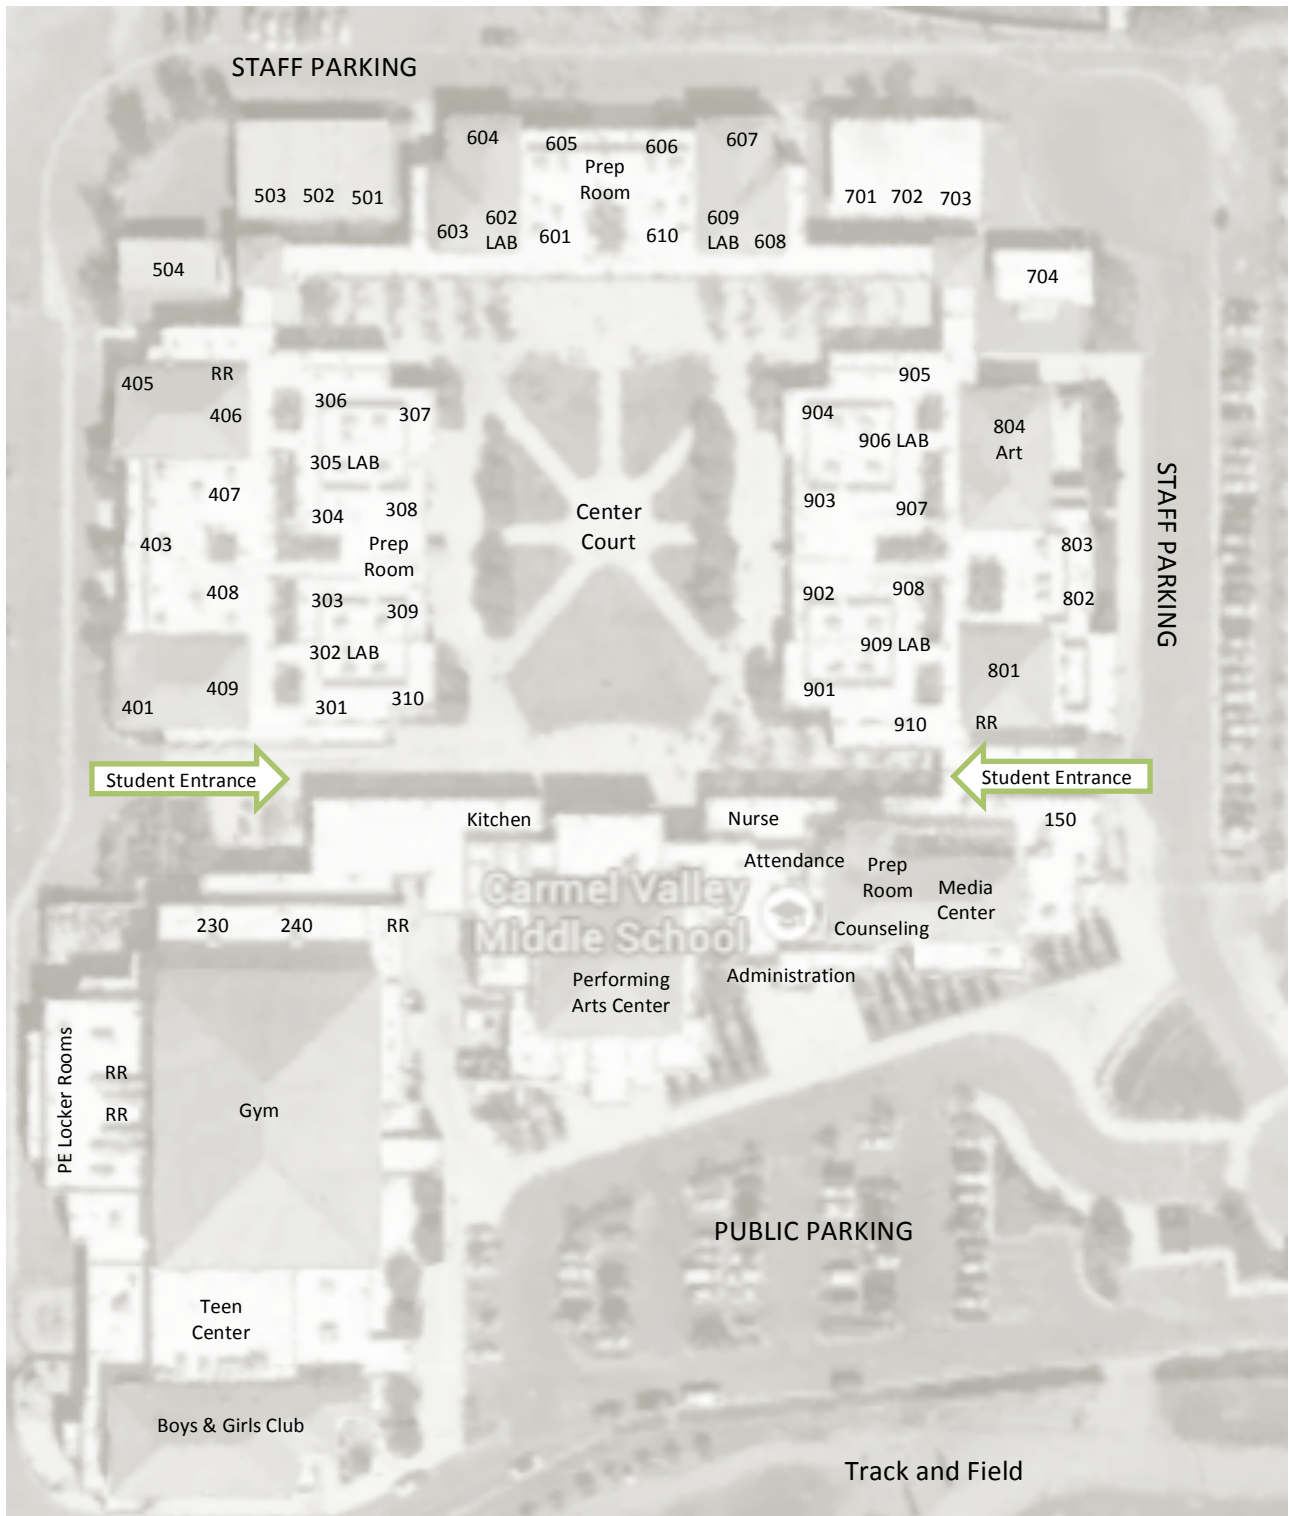 STAFF PARKING
604
605
606
607
Prep
Room
503 502 501
701 702 703
603
602
LAB
601
610
609
LAB
608
504
704
405
RR
406
306
307
905
904
906 LAB
804
Art
305 LAB
407
304
308
903
907
Center
Court
STAFF PARKING
403
Prep
Room
803
408
303
309
902
908
802
302 LAB
909 LAB
409
401
301
310
901
801
910
RR
Student Entrance
Student Entrance
Kitchen
Nurse
150
Attendance
Prep
Room
Media
Center
Carmel Valley
Middle School
230
240
RR
Counseling
Administration
Performing
Arts Center
PE Locker Rooms
RR
RR
Gym
PUBLIC PARKING
Teen
Center
Boys & Girls Club
Track and Field